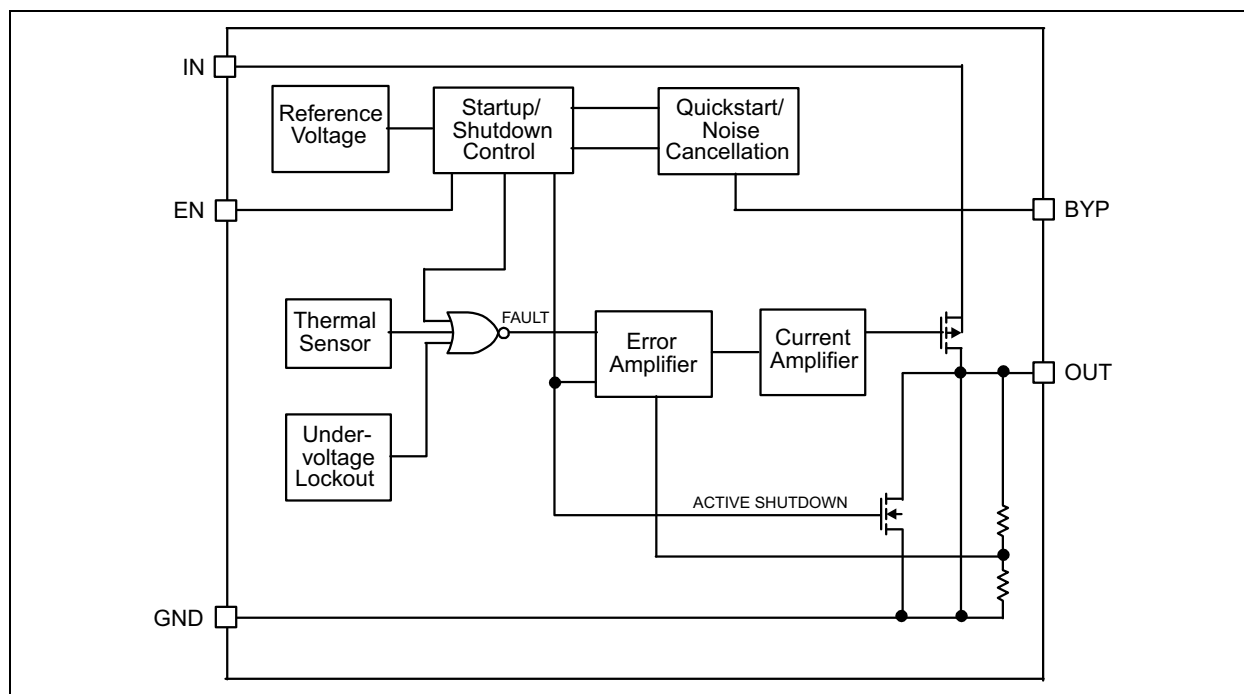 IN
Reference
Voltage
Startup/
Shutdown
Control
Quickstart/
Noise
Cancellation
EN
BYP
Thermal
Sensor
FAULT
Error
Amplifier
Current
Amplifier
OUT
Under-
voltage
Lockout
ACTIVE SHUTDOWN
GND